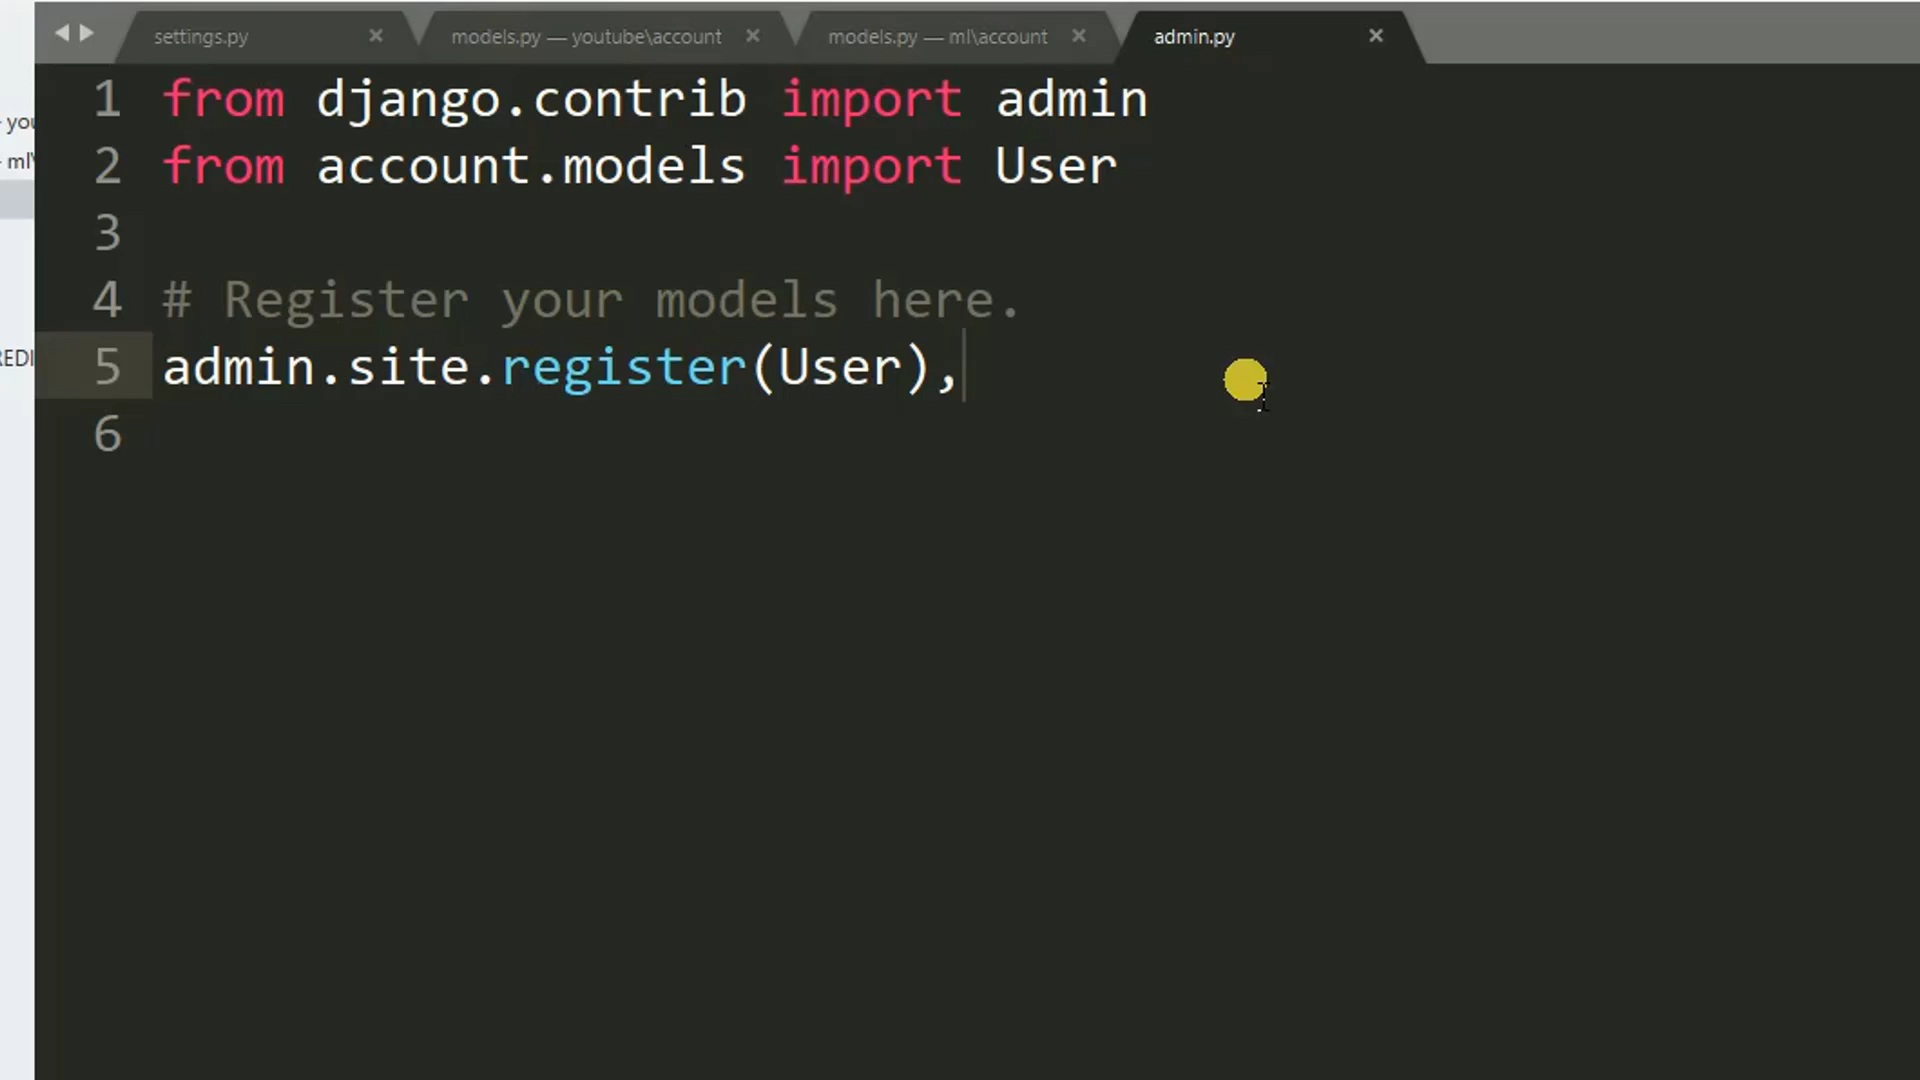 settings.py
models.py — youtube\account
models.py — ml\account
admin.py
1 from django.contrib import admin
2 from account.models import User
3
4 # Register your models here.
5 admin.site.register(User),
6